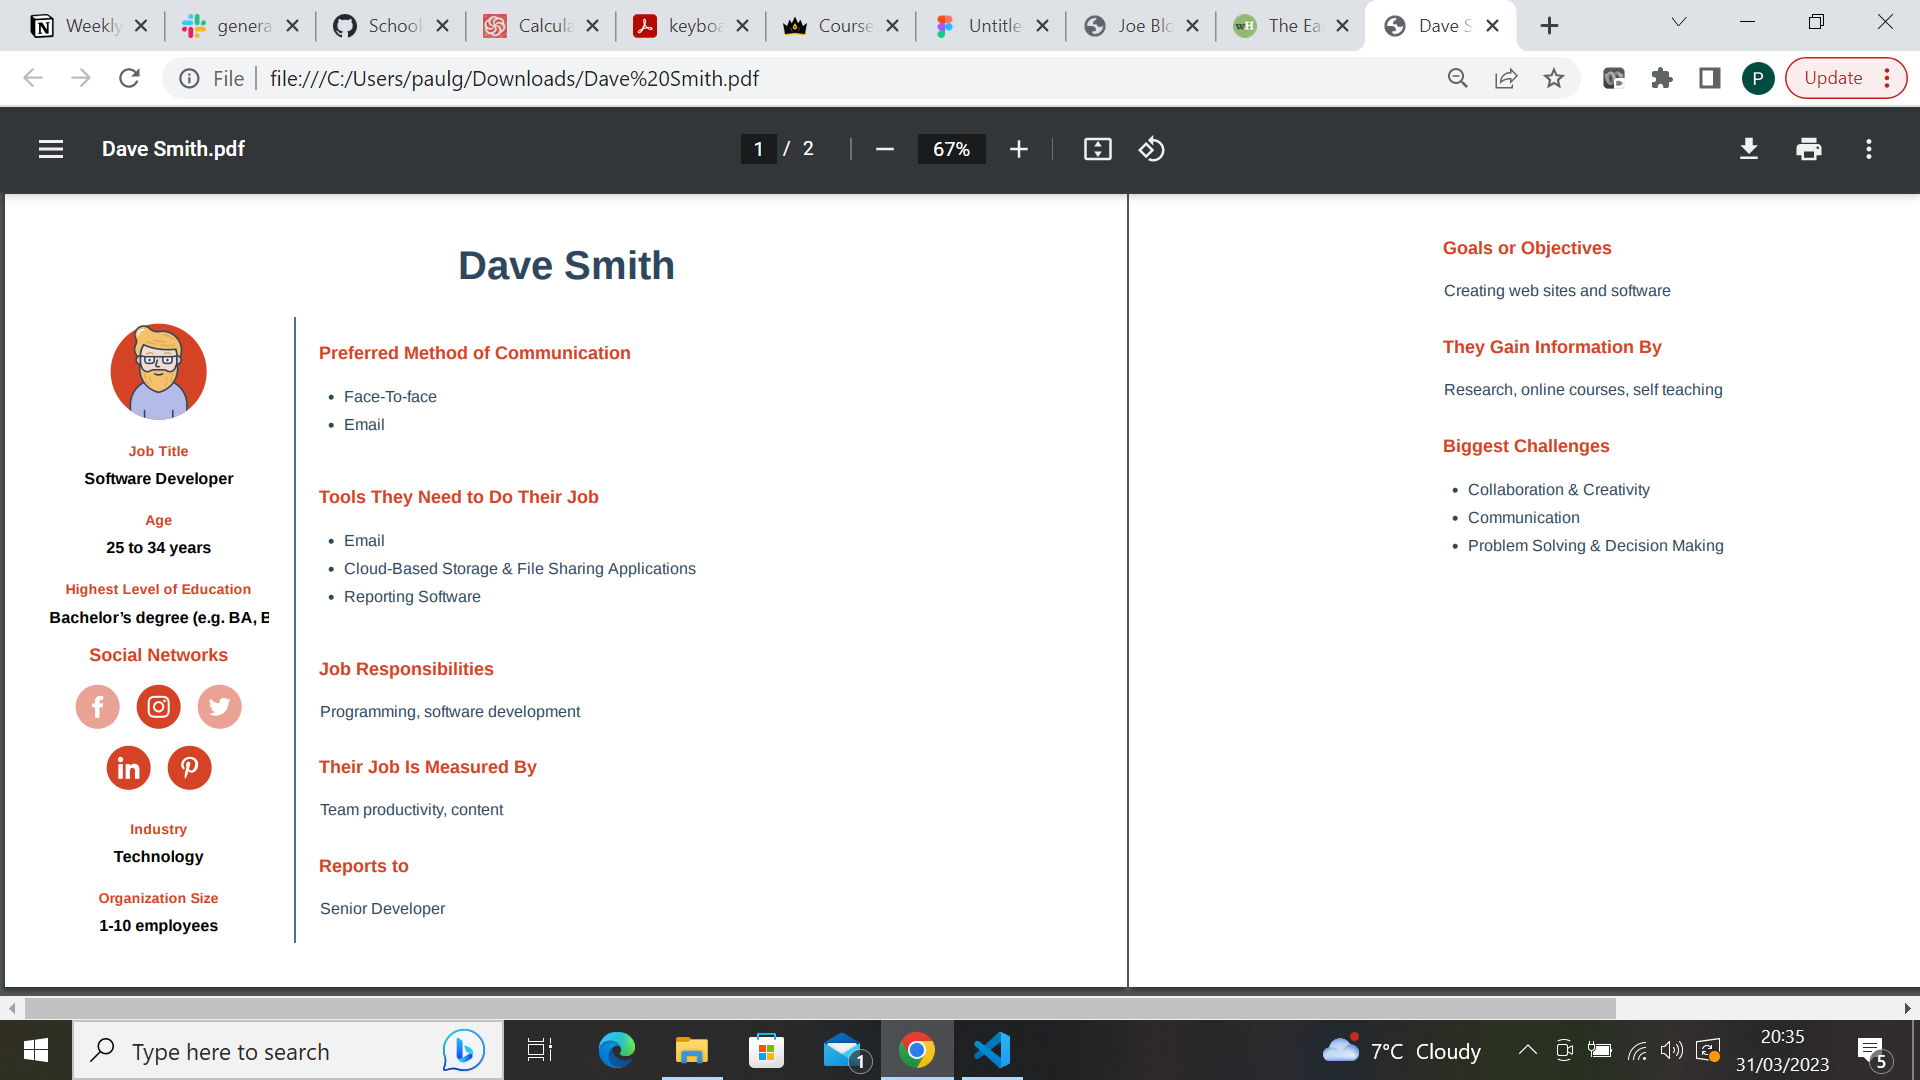 Weekly
genera
School
Calcula
keyboa
Course
Untitle
Joe Blo
The Ea
Dave S
File
file:///C:/Users/paulg/Downloads/Dave%20Smith.pdf
P
Update
Dave Smith.pdf
1 / 2
67%
Dave Smith
Job Title
Software Developer
Age
25 to 34 years
Highest Level of Education
Bachelor's degree (e.g. BA, B
Social Networks
Industry
Technology
Organization Size
1-10 employees
Preferred Method of Communication
• Face-To-face
• Email
Tools They Need to Do Their Job
• Email
• Cloud-Based Storage & File Sharing Applications
• Reporting Software
Job Responsibilities
Programming, software development
Their Job Is Measured By
Team productivity, content
Reports to
Senior Developer
Goals or Objectives
Creating web sites and software
They Gain Information By
Research, online courses, self teaching
Biggest Challenges
• Collaboration & Creativity
• Communication
• Problem Solving & Decision Making
Type here to search
1
7°C Cloudy
20:35
31/03/2023
5